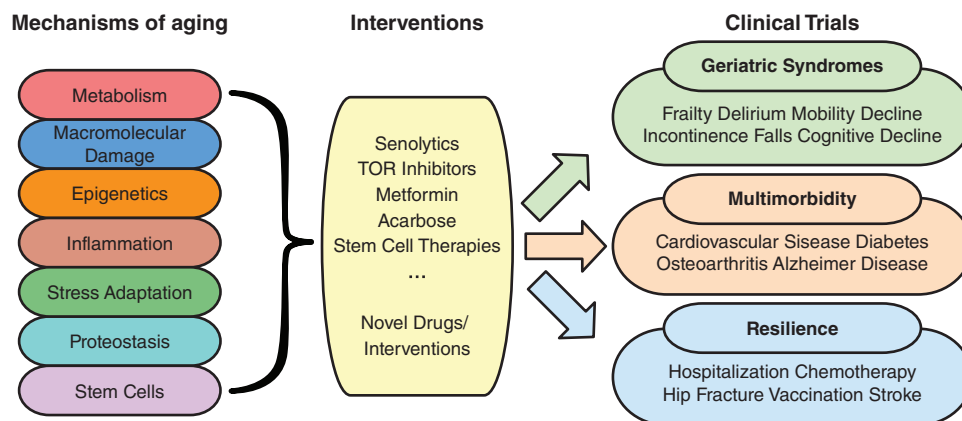 Mechanisms of aging
Metabolism
Macromolecular
Damage
Epigenetics
Inflammation
Stress Adaptation
Proteostasis
Stem Cells
Interventions
Senolytics
TOR Inhibitors
Metformin
Acarbose
Stem Cell Therapies
...
Novel Drugs/
Interventions
Clinical Trials
Geriatric Syndromes
Frailty Delirium Mobility Decline
Incontinence Falls Cognitive Decline
Multimorbidity
Cardiovascular Sisease Diabetes
Osteoarthritis Alzheimer Disease
Resilience
Hospitalization Chemotherapy
Hip Fracture Vaccination Stroke